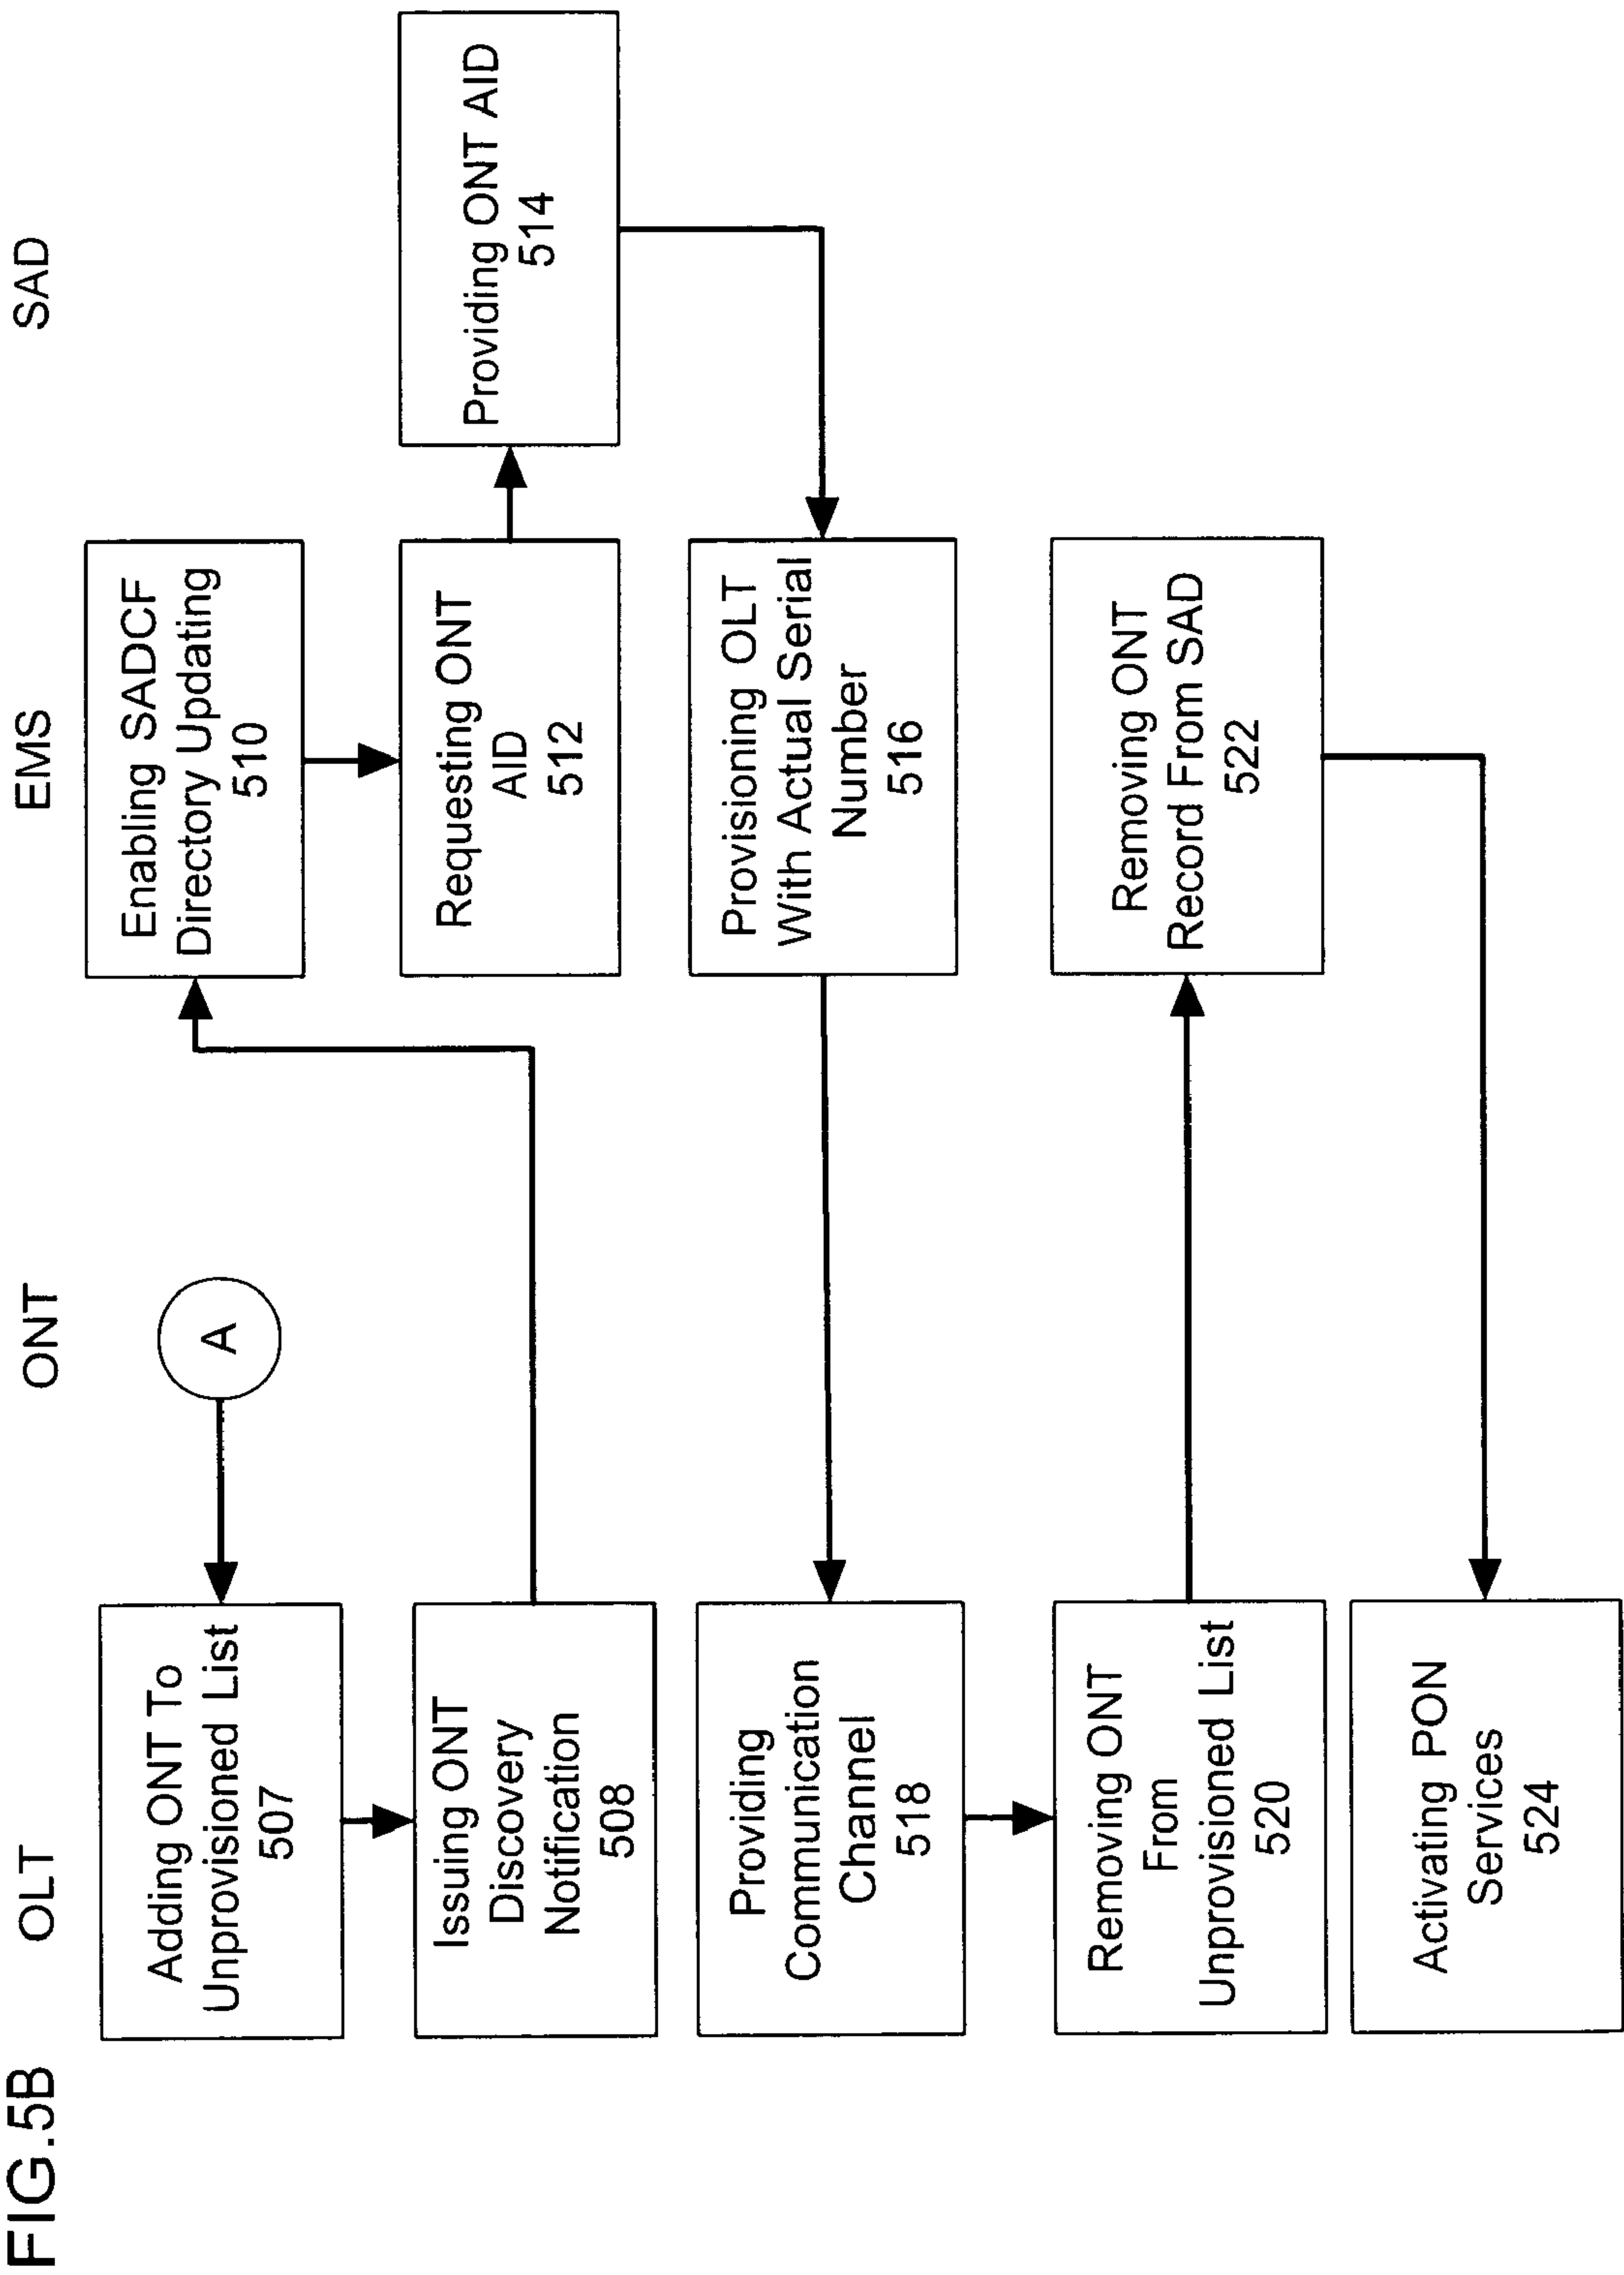 FIG.5B
OLT
ONT
EMS
SAD
A
Adding ONT To
Unprovisioned List
507
Issuing ONT
Discovery
Notification
508
Enabling SADCF
Directory Updating
510
Requesting ONT
AID
512
Providing ONT AID
514
Provisioning OLT
With Actual Serial
Number
516
Providing
Communication
Channel
518
Removing ONT
From
Unprovisioned List
520
Removing ONT
Record From SAD
522
Activating PON
Services
524